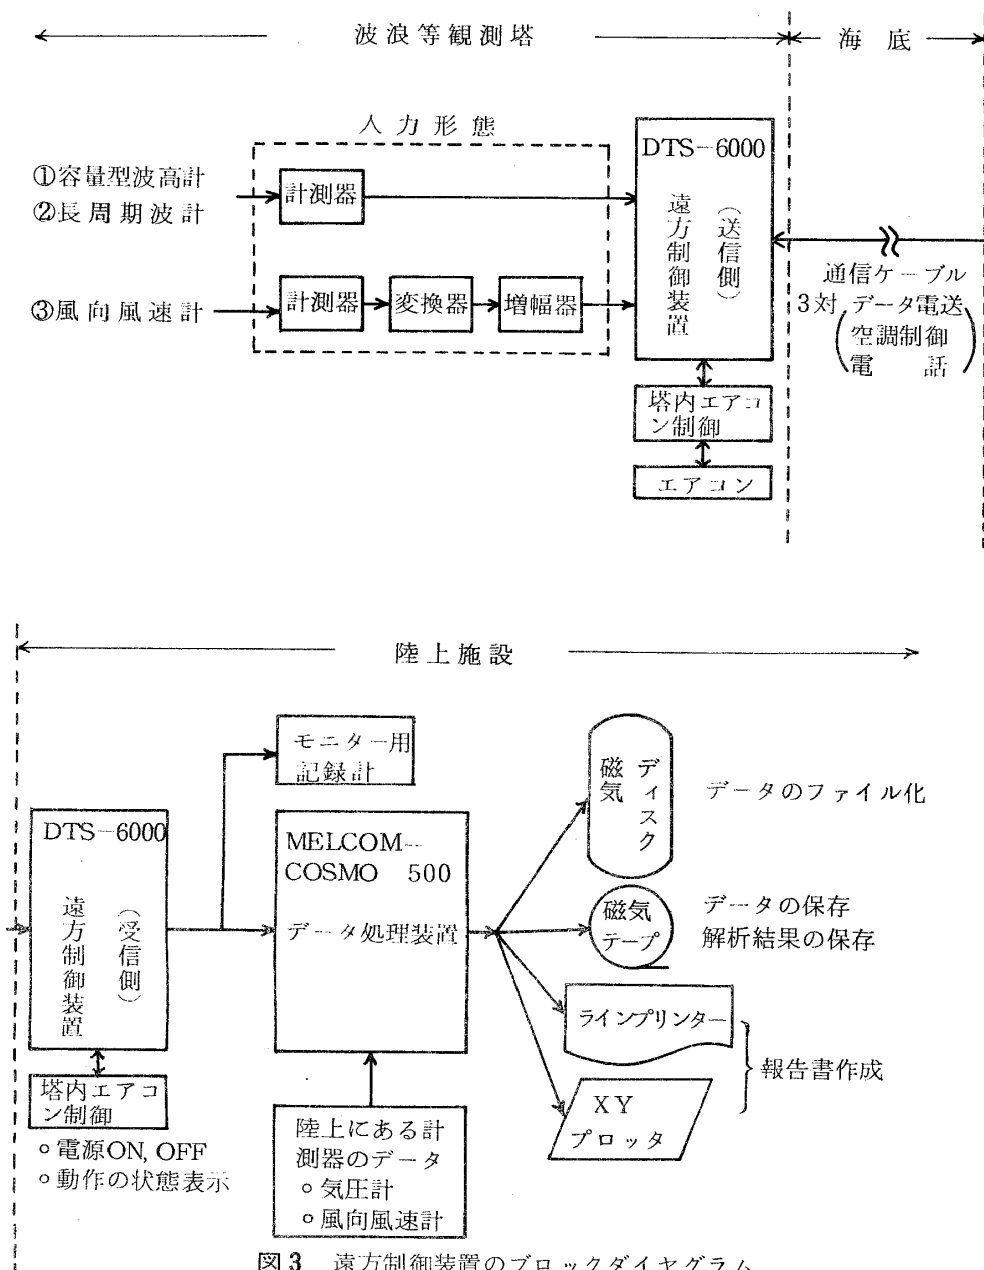 波浪等観測塔
海底
入力形態
①容量型波高計
②長周期波計
計測器
③風向風速計
計測器
変換器
増幅器
DTS-6000
遠方制御装置
(送信側)
塔内エアコ
ン制御
エアコン
通信ケーブル
3対
データ電送
空調制御
電話
陸上施設
DTS-6000
遠方制御装置
(受信側)
塔内エアコ
ン制御
○電源ON, OFF
○動作の状態表示
モニター用
記録計
MELCOM-
COSMO 500
データ処理装置
陸上にある計
測器のデータ
○気圧計
○風向風速計
磁気
ディスク
データのファイル化
磁気
テープ
データの保存
解析結果の保存
ラインプリンター
XY
プロッタ
報告書作成
図3 遠方制御装置のブロックダイヤグラム